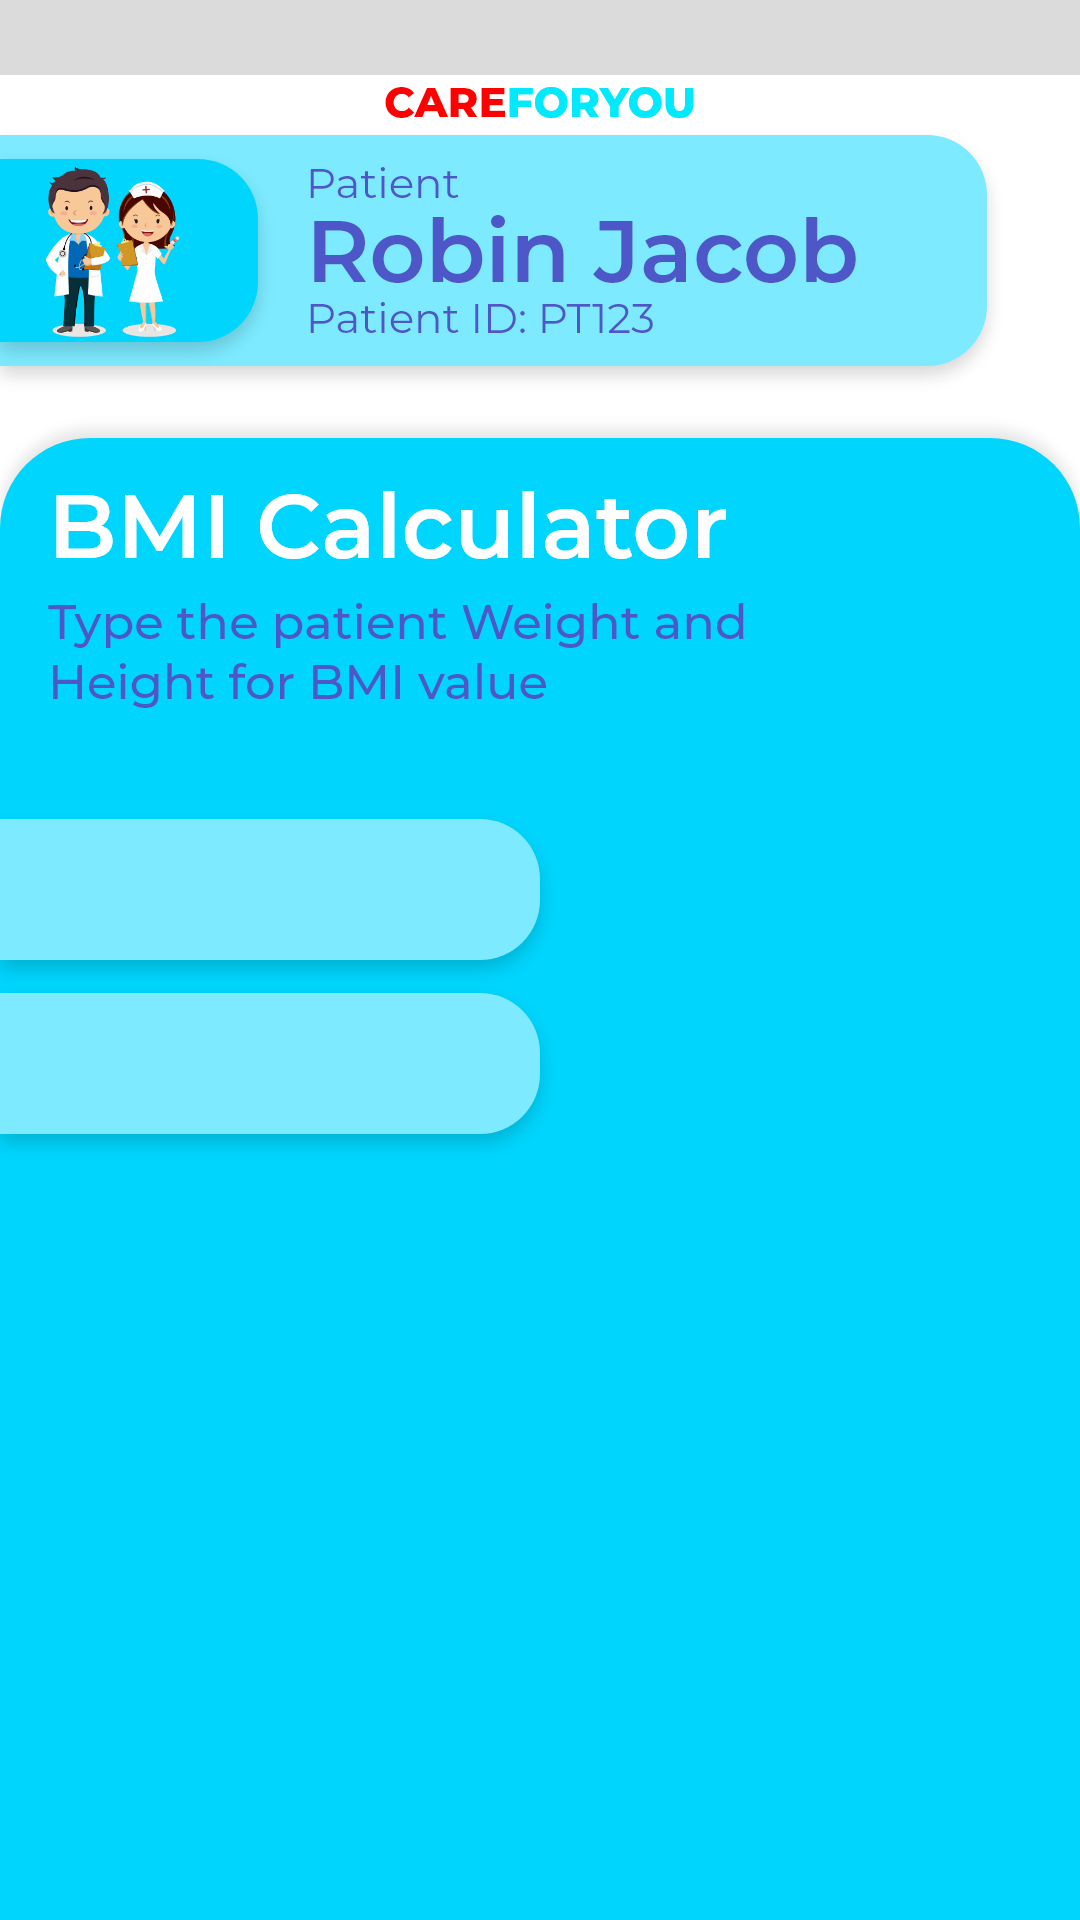 CAREFORYOU
Patient
Robin Jacob
Patient ID: PT123
BMI Calculator
Type the patient Weight and
Height for BMI value